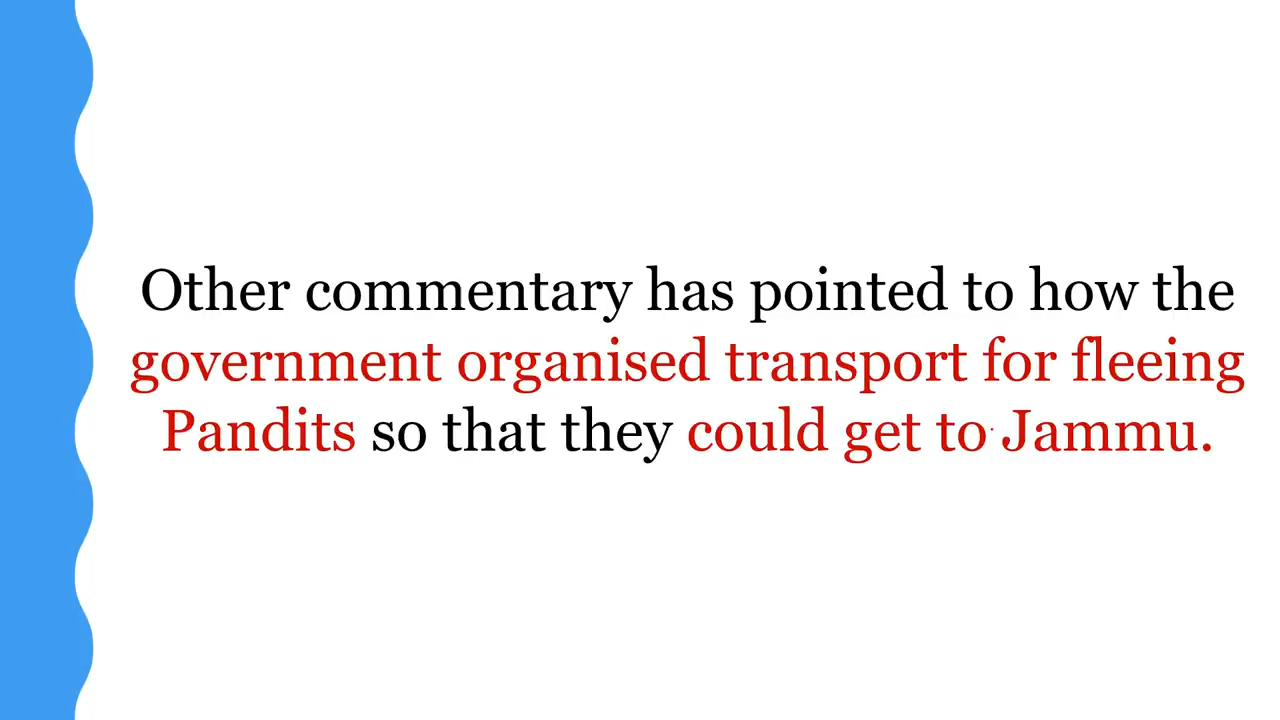 Other commentary has pointed to how the
government organised transport for fleeing
Pandits so that they could get to Jammu.